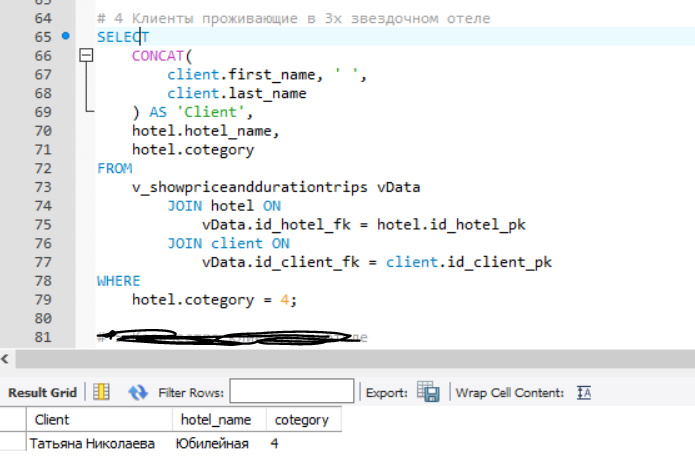 64 # 4 Клиенты проживающие в 3х звездочном отеле
65 SELECT
66 CONCAT(
67 client.first_name, ' ',
68 client.last_name
69 ) AS 'Client',
70 hotel.hotel_name,
71 hotel.cotegory
72 FROM
73 v_showpriceanddurationtrips vData
74 JOIN hotel ON
75 vData.id_hotel_fk = hotel.id_hotel_pk
76 JOIN client ON
77 vData.id_client_fk = client.id_client_pk
78 WHERE
79 hotel.cotegory = 4;
80
81 #
Result Grid Filter Rows: Export: Wrap Cell Content: IA
Client hotel_name cotegory
Татьяна Николаева Юбилейная 4